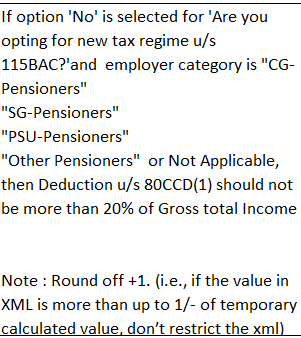 If option 'No' is selected for 'Are you
opting for new tax regime u/s
115BAC?'and  employer category is "CG-
Pensioners"
"SG-Pensioners"
"PSU-Pensioners"
"Other Pensioners"  or Not Applicable,
then Deduction u/s 80CCD(1) should not
be more than 20% of Gross total Income
Note : Round off +1. (i.e., if the value in
XML is more than up to 1/- of temporary
calculated value, don't restrict the xml)